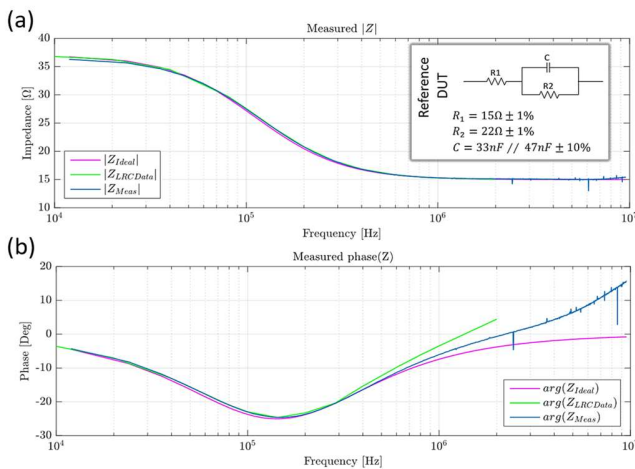 (a)
Measured |Z|
Impedance [Ω]
40
35
30
25
20
15
10
|Z_Ideal|
|Z_LRCData|
|Z_Meas|
Reference
DUT
C
R1
R2
R₁ = 15Ω ± 1%
R₂ = 22Ω ± 1%
C = 33nF // 47nF ± 10%
10⁴
10⁵
10⁶
10⁷
Frequency [Hz]
(b)
Measured phase(Z)
Phase [Deg]
20
10
0
-10
-20
-30
arg(Z_Ideal)
arg(Z_LRCData)
arg(Z_Meas)
10⁴
10⁵
10⁶
10⁷
Frequency [Hz]